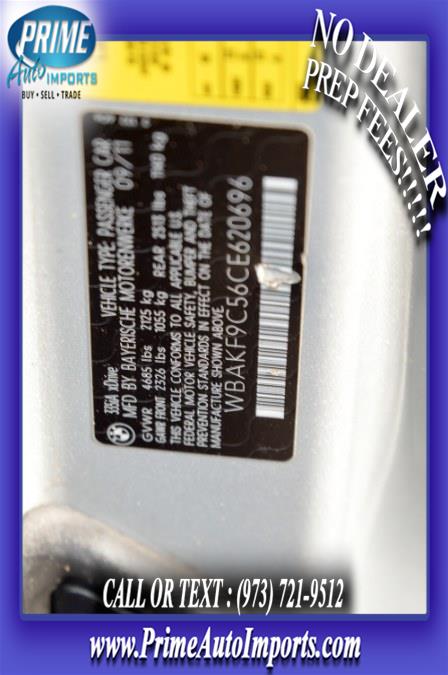 PRIME
Auto
IMPORTS
BUY • SELL • TRADE
NO DEALER
PREP FEES!!!!!
335xi xDrive VEHICLE TYPE: PASSENGER CAR
MFD BY BAYERISCHE MOTORENWERKE 09/11
GVWR 4685 lbs 2125 kg
GAWR FRONT 2326 lbs 1055 kg REAR 2513 lbs 1140 kg
THIS VEHICLE CONFORMS TO ALL APPLICABLE U.S.
FEDERAL MOTOR VEHICLE SAFETY, BUMPER AND THEFT
PREVENTION STANDARDS IN EFFECT ON THE DATE OF
MANUFACTURE SHOWN ABOVE.
WBAKF9C56CE620696
CALL OR TEXT : (973) 721-9512
www.PrimeAutoImports.com